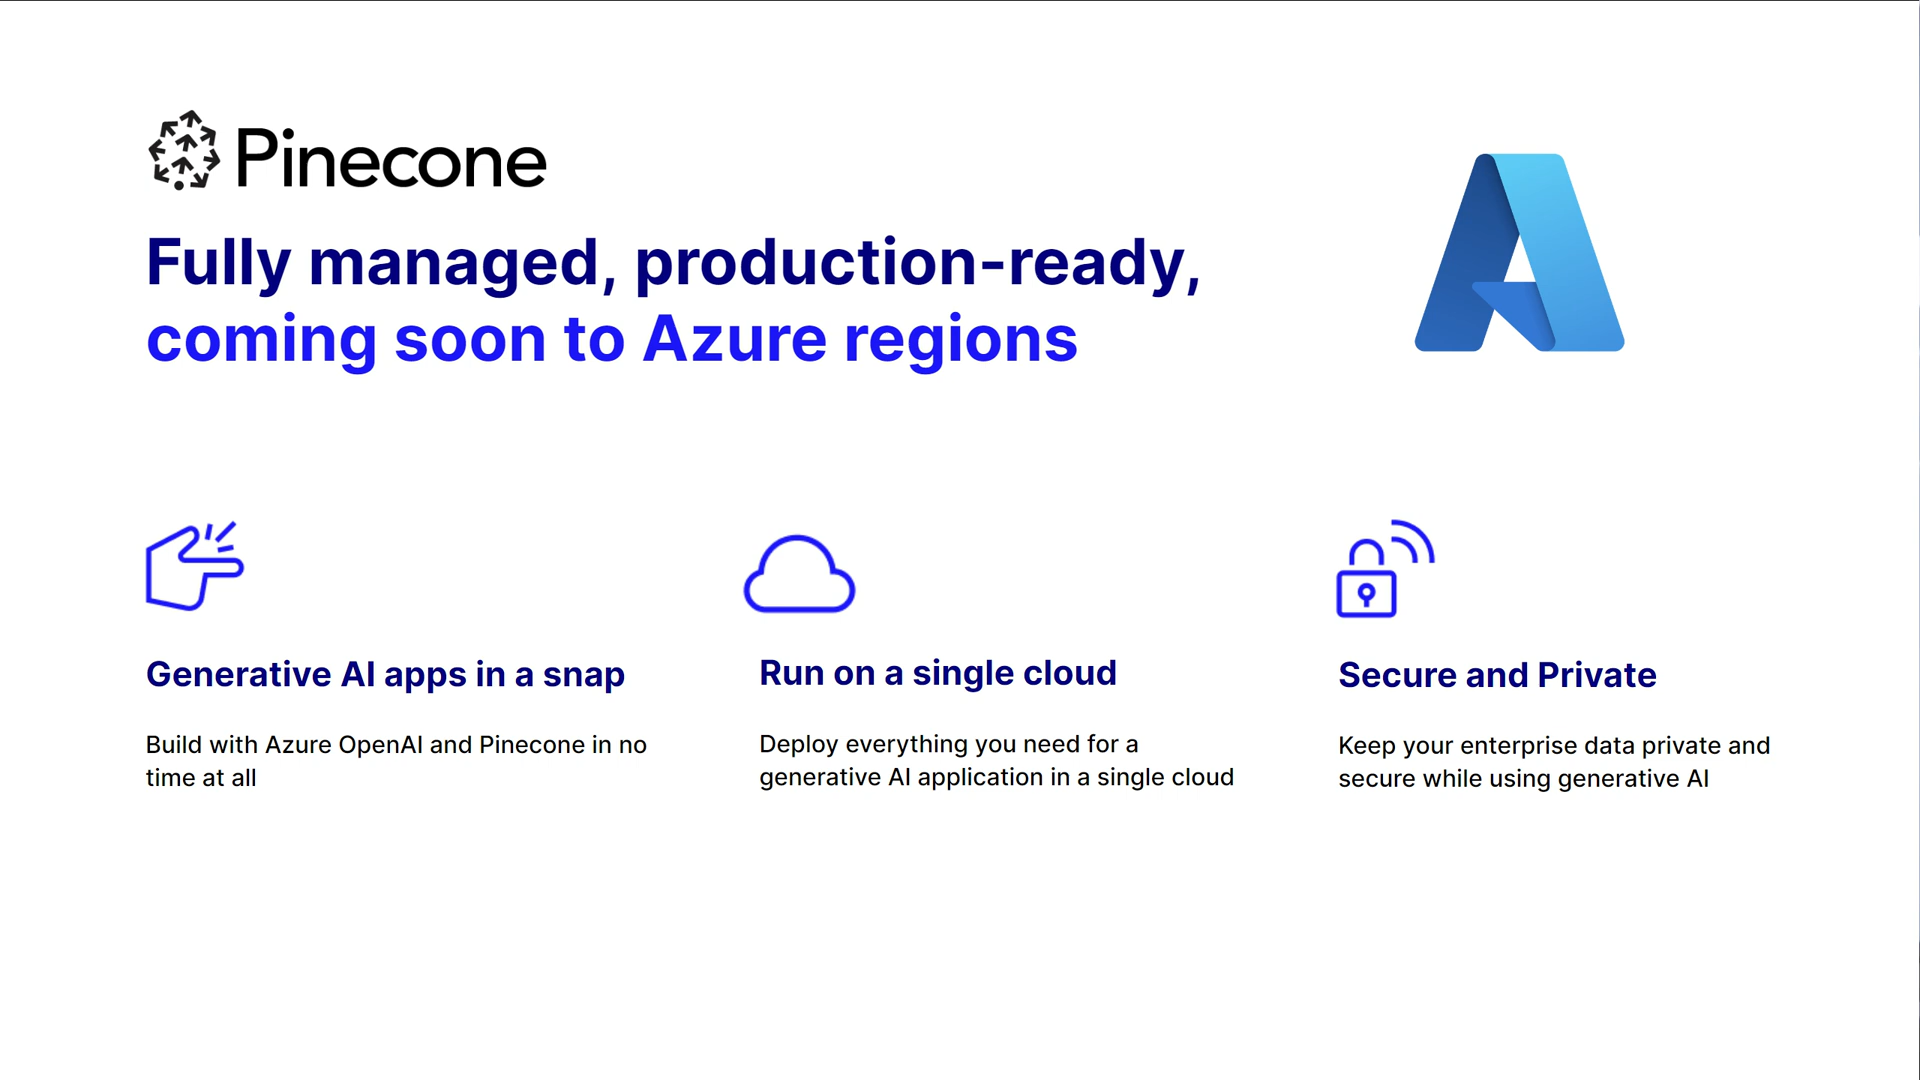 Pinecone
Fully managed, production-ready,
coming soon to Azure regions
Generative AI apps in a snap
Build with Azure OpenAI and Pinecone in no
time at all
Run on a single cloud
Deploy everything you need for a
generative AI application in a single cloud
Secure and Private
Keep your enterprise data private and
secure while using generative AI